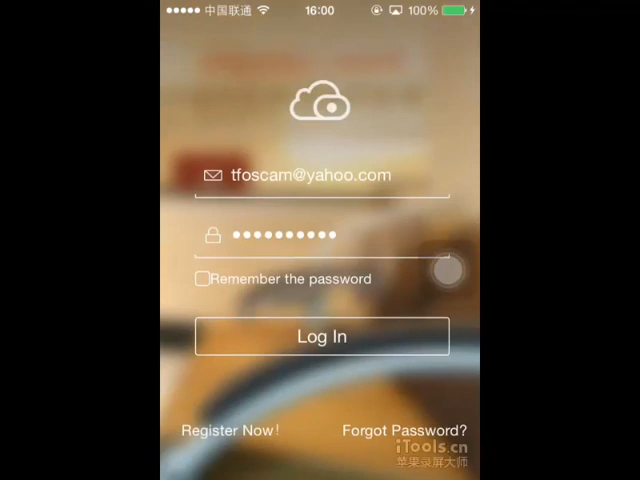 中国联通 16:00 100%
tfoscam@yahoo.com
Remember the password
Log In
Register Now! Forgot Password?
iTools.cn
苹果录屏大师